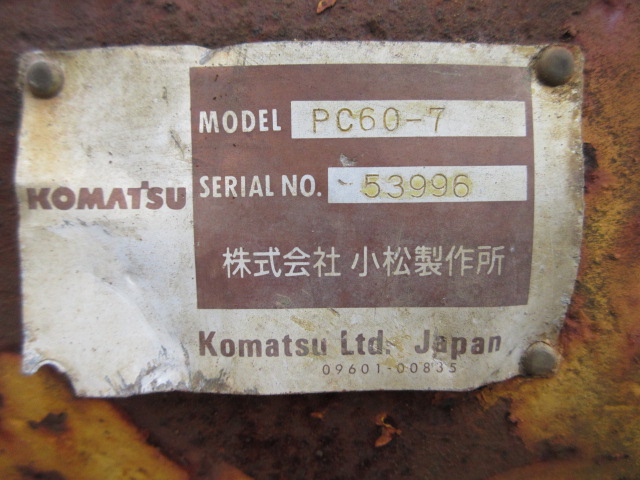 KOMATSU
MODEL PC60-7
SERIAL NO. 53996
株式会社 小松製作所
Komatsu Ltd. Japan
09601-00835